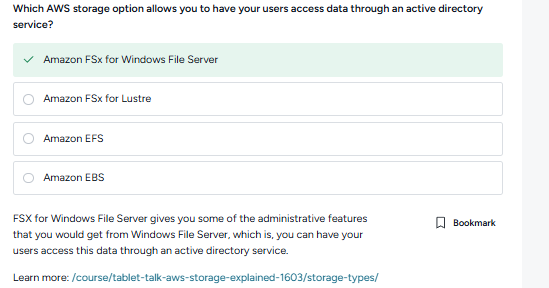 Which AWS storage option allows you to have your users access data through an active directory
service?
Amazon FSx for Windows File Server
Amazon FSx for Lustre
Amazon EFS
Amazon EBS
FSX for Windows File Server gives you some of the administrative features
that you would get from Windows File Server, which is, you can have your
users access this data through an active directory service.
Bookmark
Learn more: /course/tablet-talk-aws-storage-explained-1603/storage-types/